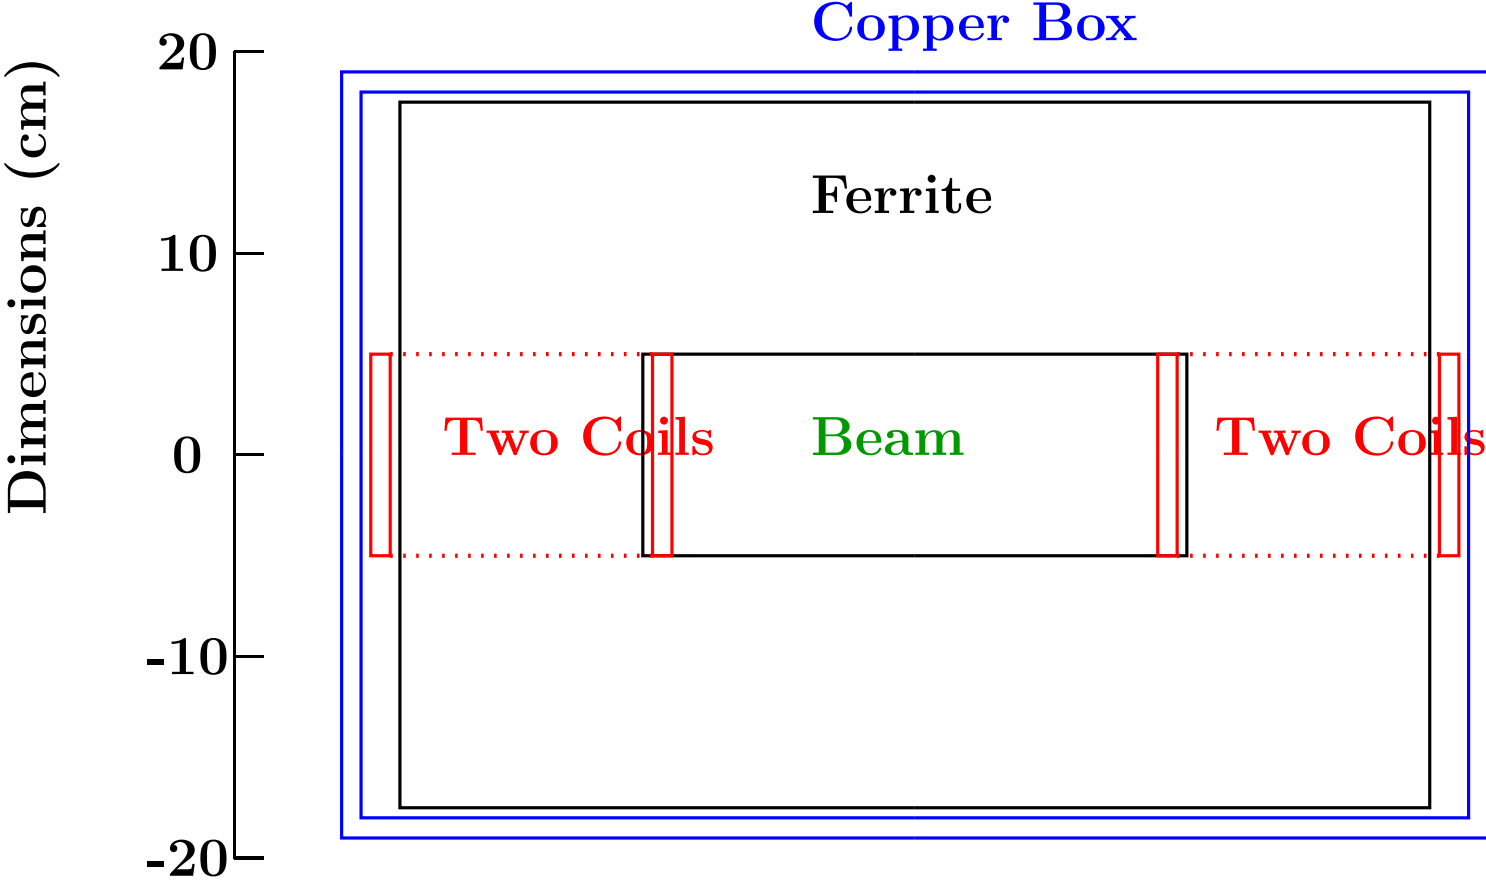 Copper Box
20
Dimensions (cm)
Ferrite
10
Two Coils
Beam
Two Coils
0
-10
-20